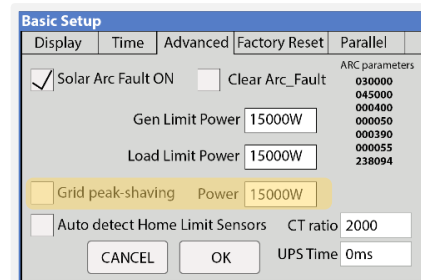 Basic Setup
Display Time Advanced Factory Reset Parallel
ARC parameters
Solar Arc Fault ON Clear Arc_Fault
030000
045000
000400
000050
000390
000055
238094
Gen Limit Power 15000W
Load Limit Power 15000W
Grid peak-shaving Power 15000W
Auto detect Home Limit Sensors CT ratio 2000
CANCEL OK UPS Time 0ms